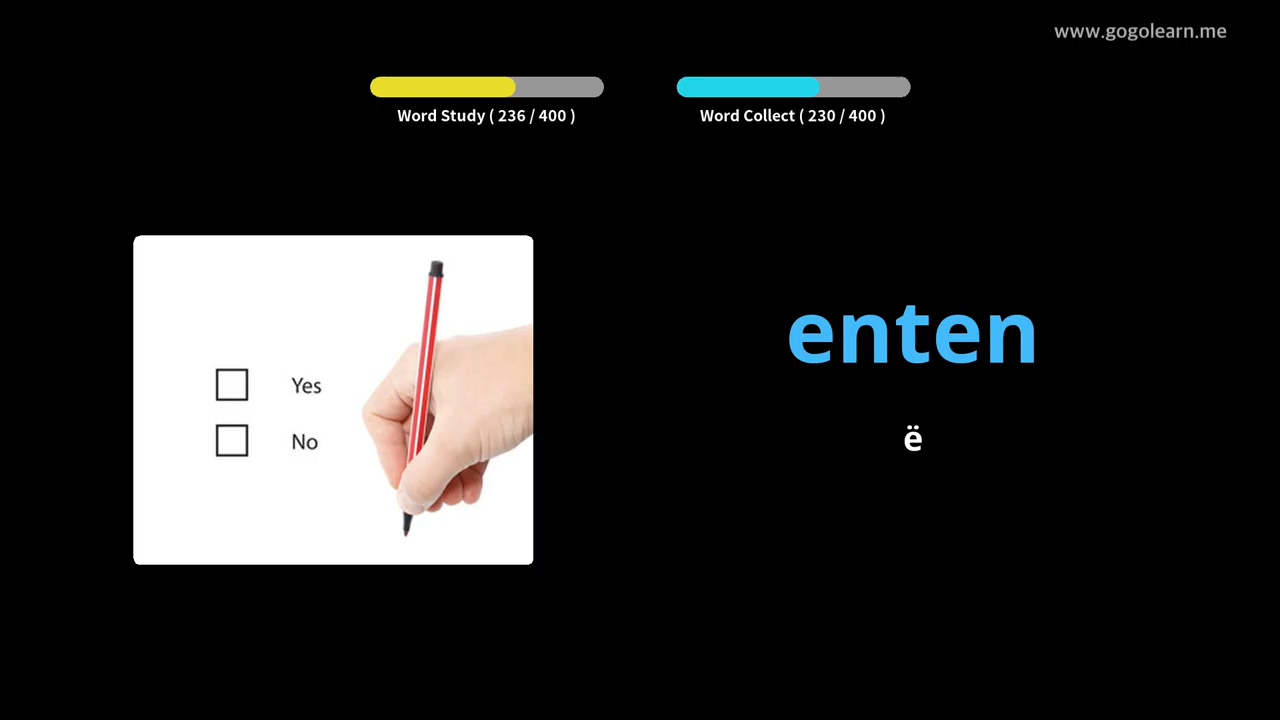 www.gogolearn.me
Word Study ( 236 / 400 )
Word Collect ( 230 / 400 )
Yes
No
enten
ë